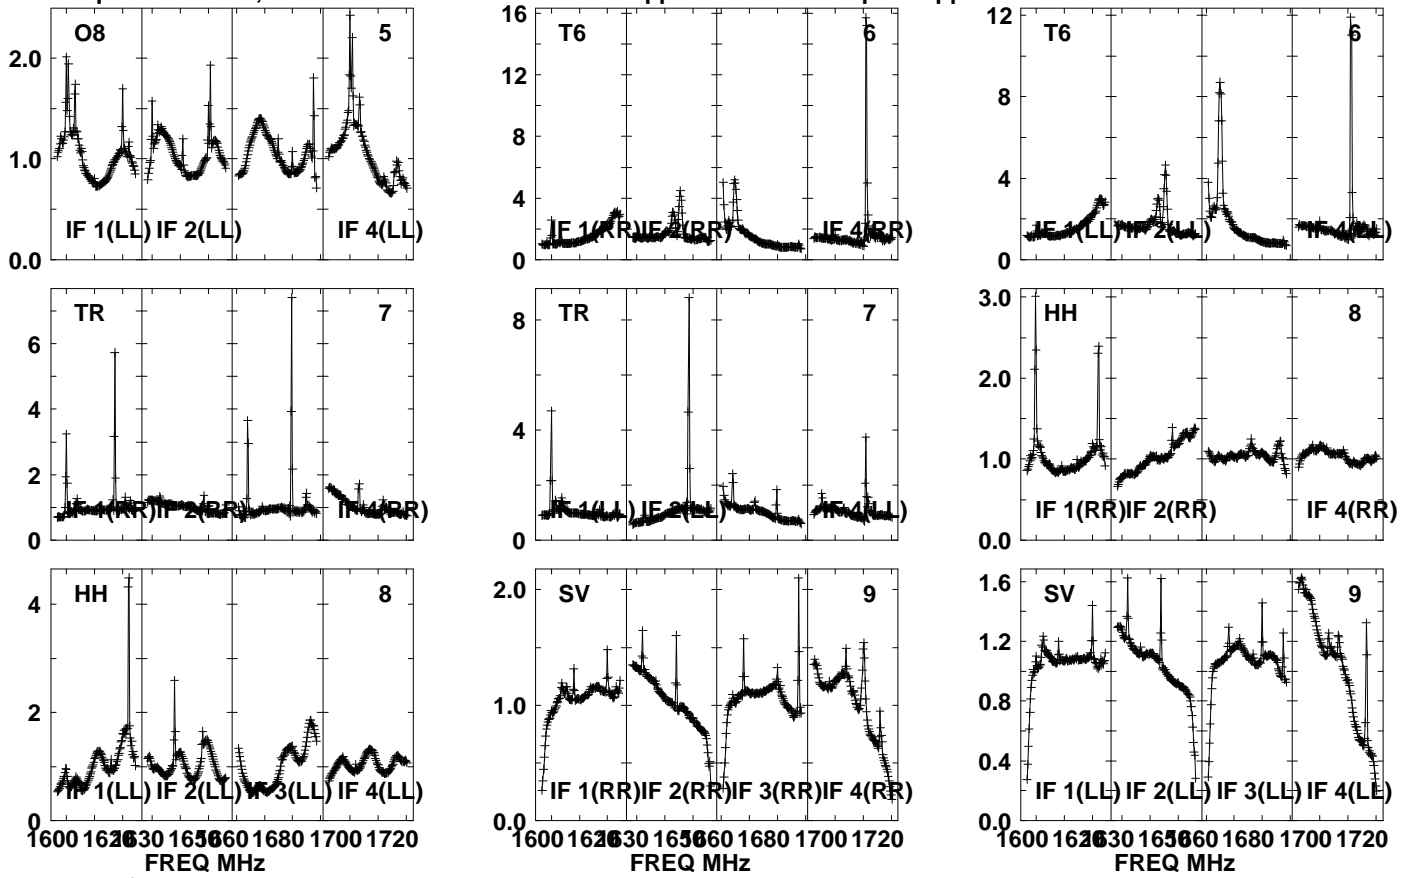 O8 5
2.0
1.0
0.0
IF 1(LL) IF 2(LL) IF 4(LL)
T6 6
16
12
8
4
0
IF 1(RR) IF 2(RR) IF 4(RR)
T6 6
12
8
4
0
IF 1(LL) IF 2(LL) IF 4(LL)
TR 7
6
4
2
0
IF 1(RR) IF 2(RR) IF 4(RR)
TR 7
8
4
0
IF 1(LL) IF 2(LL) IF 4(LL)
HH 8
3.0
2.0
1.0
0.0
IF 1(RR) IF 2(RR) IF 4(RR)
HH 8
4
2
0
IF 1(LL) IF 2(LL) IF 3(LL) IF 4(LL)
1600 1620 1630 1650 1660 1680 1700 1720
FREQ MHz
SV 9
2.0
1.0
0.0
IF 1(RR) IF 2(RR) IF 3(RR) IF 4(RR)
1600 1620 1630 1650 1660 1680 1700 1720
FREQ MHz
SV 9
1.6
1.2
0.8
0.4
0.0
IF 1(LL) IF 2(LL) IF 3(LL) IF 4(LL)
1600 1620 1630 1650 1660 1680 1700 1720
FREQ MHz